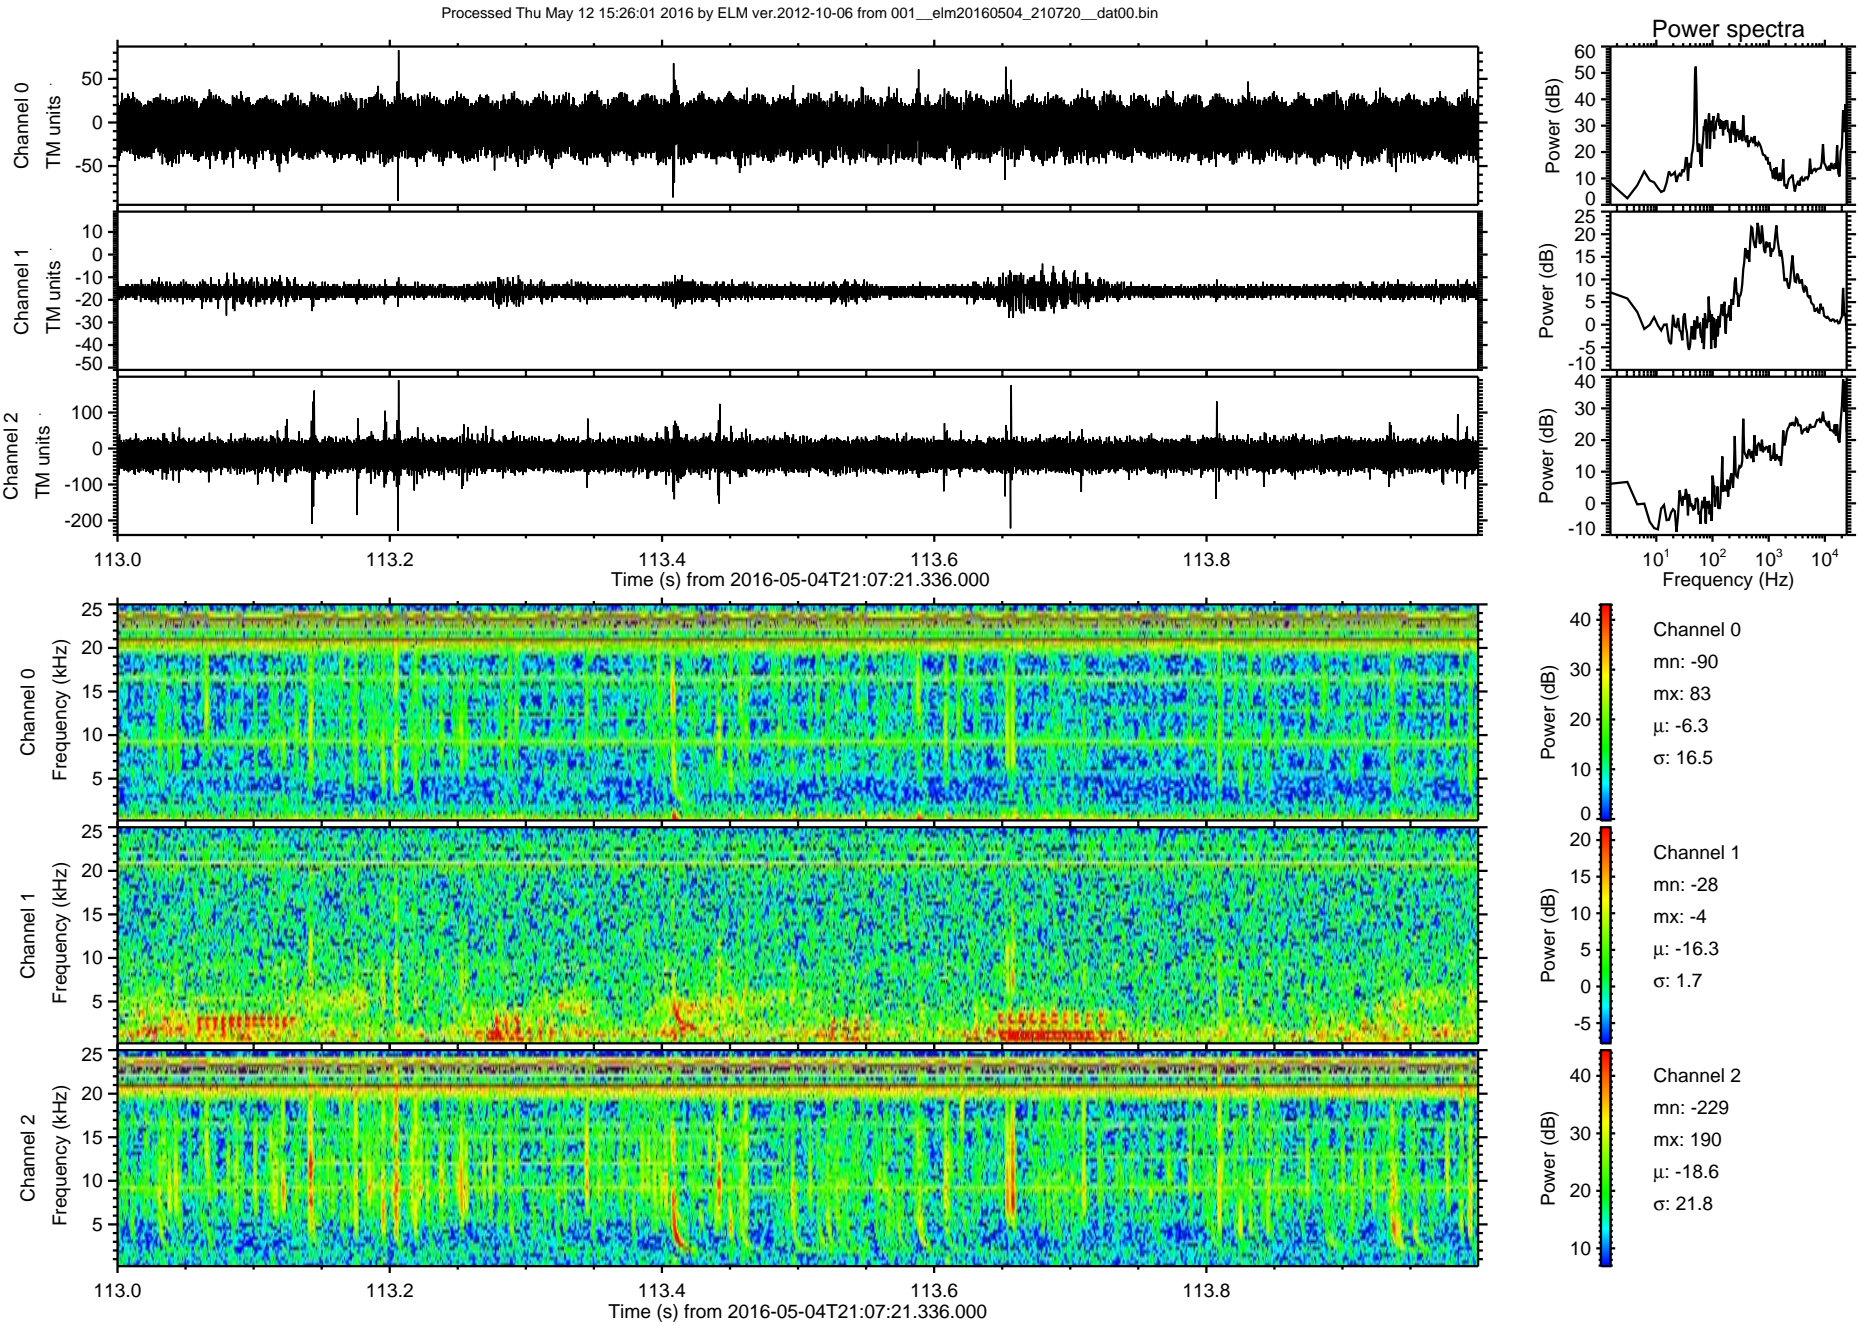 Processed Thu May 12 15:26:01 2016 by ELM ver.2012-10-06 from 001__elm20160504_210720__dat00.bin
Power spectra
Channel 0
TM units
50
0
-50
Power (dB)
60
50
40
30
20
10
0
Channel 1
TM units
10
0
-10
-20
-30
-40
-50
Power (dB)
25
20
15
10
5
0
-5
-10
Channel 2
TM units
100
0
-100
-200
Power (dB)
40
30
20
10
0
-10
113.0 113.2 113.4 113.6 113.8
Time (s) from 2016-05-04T21:07:21.336.000
10^1 10^2 10^3 10^4
Frequency (Hz)
Channel 0
Frequency (kHz)
25
20
15
10
5
Power (dB)
40
30
20
10
0
Channel 0
mn: -90
mx: 83
μ: -6.3
σ: 16.5
Channel 1
Frequency (kHz)
25
20
15
10
5
Power (dB)
20
15
10
5
0
-5
Channel 1
mn: -28
mx: -4
μ: -16.3
σ: 1.7
Channel 2
Frequency (kHz)
25
20
15
10
5
Power (dB)
40
30
20
10
Channel 2
mn: -229
mx: 190
μ: -18.6
σ: 21.8
113.0 113.2 113.4 113.6 113.8
Time (s) from 2016-05-04T21:07:21.336.000